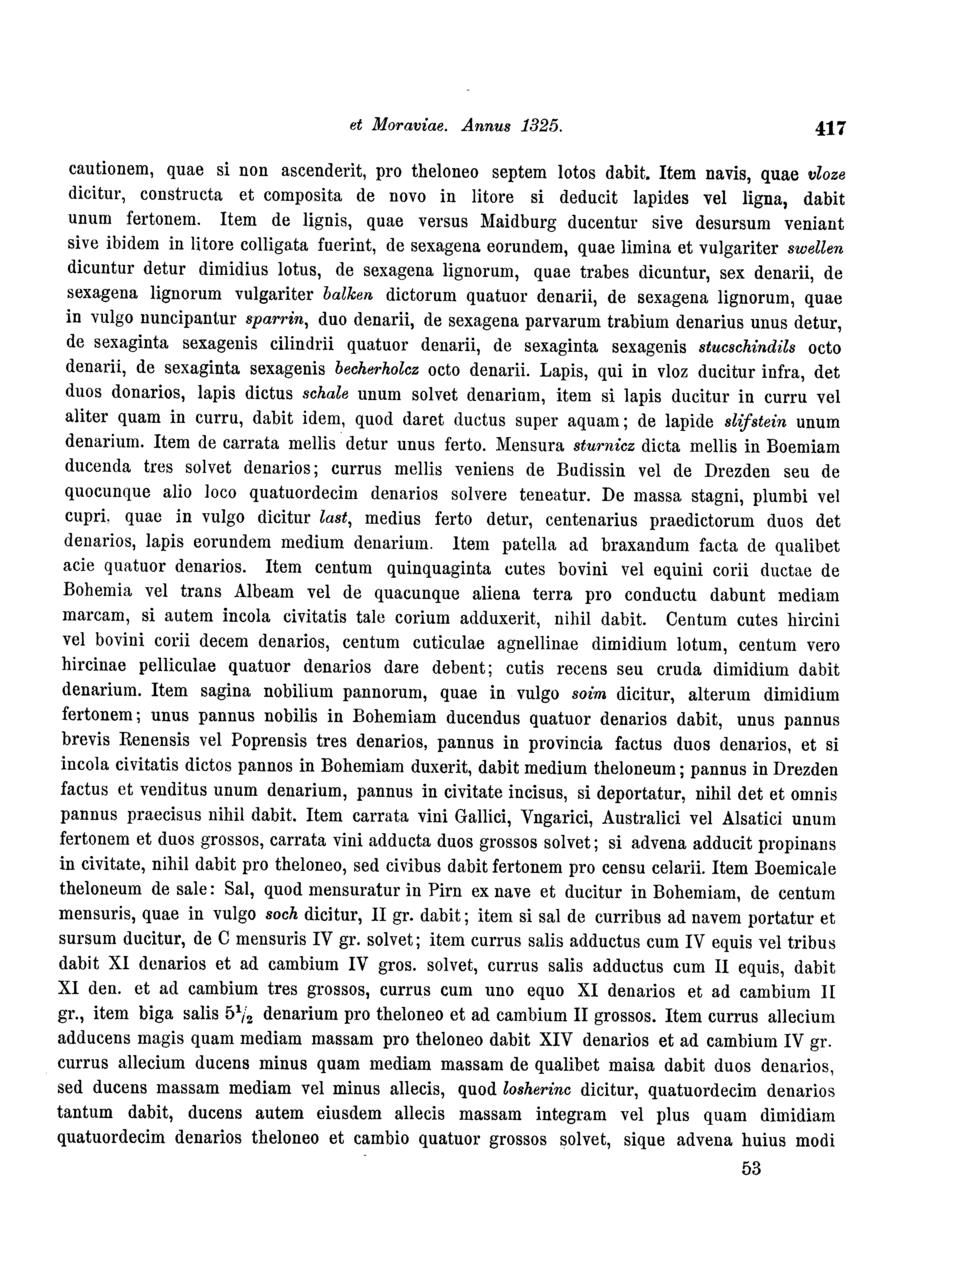 et Moraviae. Annus 1325.
417
cautionem, quae si non ascenderit, pro theloneo septem lotos dabit. Item navis, quae vloze
dicitur, constructa et composita de novo in litore si deducit lapides vel ligna, dabit
unum fertonem. Item de lignis, quae versus Maidburg ducentur sive desursum veniant
sive ibidem in litore colligata fuerint, de sexagena eorundem, quae limina et vulgariter swellen
dicuntur detur dimidius lotus, de sexagena lignorum, quae trabes dicuntur, sex denarii, de
sexagena lignorum vulgariter balken dictorum quatuor denarii, de sexagena lignorum, quae
in vulgo nuncipantur sparrin, duo denarii, de sexagena parvarum trabium denarius unus detur,
de sexaginta sexagenis cilindrii quatuor denarii, de sexaginta sexagenis stucschindils octo
denarii, de sexaginta sexagenis becherholcz octo denarii. Lapis, qui in vloz ducitur infra, det
duos donarios, lapis dictus schale unum solvet denarium, item si lapis ducitur in curru vel
aliter quam in curru, dabit idem, quod daret ductus super aquam; de lapide slifstein unum
denarium. Item de carrata mellis detur unus ferto. Mensura sturnicz dicta mellis in Boemiam
ducenda tres solvet denarios; currus mellis veniens de Budissin vel de Drezden seu de
quocunque alio loco quatuordecim denarios solvere teneatur. De massa stagni, plumbi vel
cupri, quae in vulgo dicitur last, medius ferto detur, centenarius praedictorum duos det
denarios, lapis eorundem medium denarium. Item patella ad braxandum facta de qualibet
acie quatuor denarios. Item centum quinquaginta cutes bovini vel equini corii ductae de
Bohemia vel trans Albeam vel de quacunque aliena terra pro conductu dabunt mediam
marcam, si autem incola civitatis tale corium adduxerit, nihil dabit. Centum cutes hircini
vel bovini corii decem denarios, centum cuticulae agnellinae dimidium lotum, centum vero
hircinae pelliculae quatuor denarios dare debent; cutis recens seu cruda dimidium dabit
denarium. Item sagina nobilium pannorum, quae in vulgo soim dicitur, alterum dimidium
fertonem; unus pannus nobilis in Bohemiam ducendus quatuor denarios dabit, unus pannus
brevis Renensis vel Poprensis tres denarios, pannus in provincia factus duos denarios, et si
incola civitatis dictos pannos in Bohemiam duxerit, dabit medium theloneum; pannus in Drezden
factus et venditus unum denarium, pannus in civitate incisus, si deportatur, nihil det et omnis
pannus praecisus nihil dabit. Item carrata vini Gallici, Vngarici, Australici vel Alsatici unum
fertonem et duos grossos, carrata vini adducta duos grossos solvet; si advena adducit propinans
in civitate, nihil dabit pro theloneo, sed civibus dabit fertonem pro censu celarii. Item Boemicale
theloneum de sale: Sal, quod mensuratur in Pirn ex nave et ducitur in Bohemiam, de centum
mensuris, quae in vulgo soch dicitur, II gr. dabit; item si sal de curribus ad navem portatur et
sursum ducitur, de C mensuris IV gr. solvet; item currus salis adductus cum IV equis vel tribus
dabit XI denarios et ad cambium IV gros. solvet, currus salis adductus cum II equis, dabit
XI den. et ad cambium tres grossos, currus cum uno equo XI denarios et ad cambium II
gr., item biga salis 5½ denarium pro theloneo et ad cambium II grossos. Item currus allecium
adducens magis quam mediam massam pro theloneo dabit XIV denarios et ad cambium IV gr.
currus allecium ducens minus quam mediam massam de qualibet maisa dabit duos denarios,
sed ducens massam mediam vel minus allecis, quod losherinc dicitur, quatuordecim denarios
tantum dabit, ducens autem eiusdem allecis massam integram vel plus quam dimidiam
quatuordecim denarios theloneo et cambio quatuor grossos solvet, sique advena huius modi
53